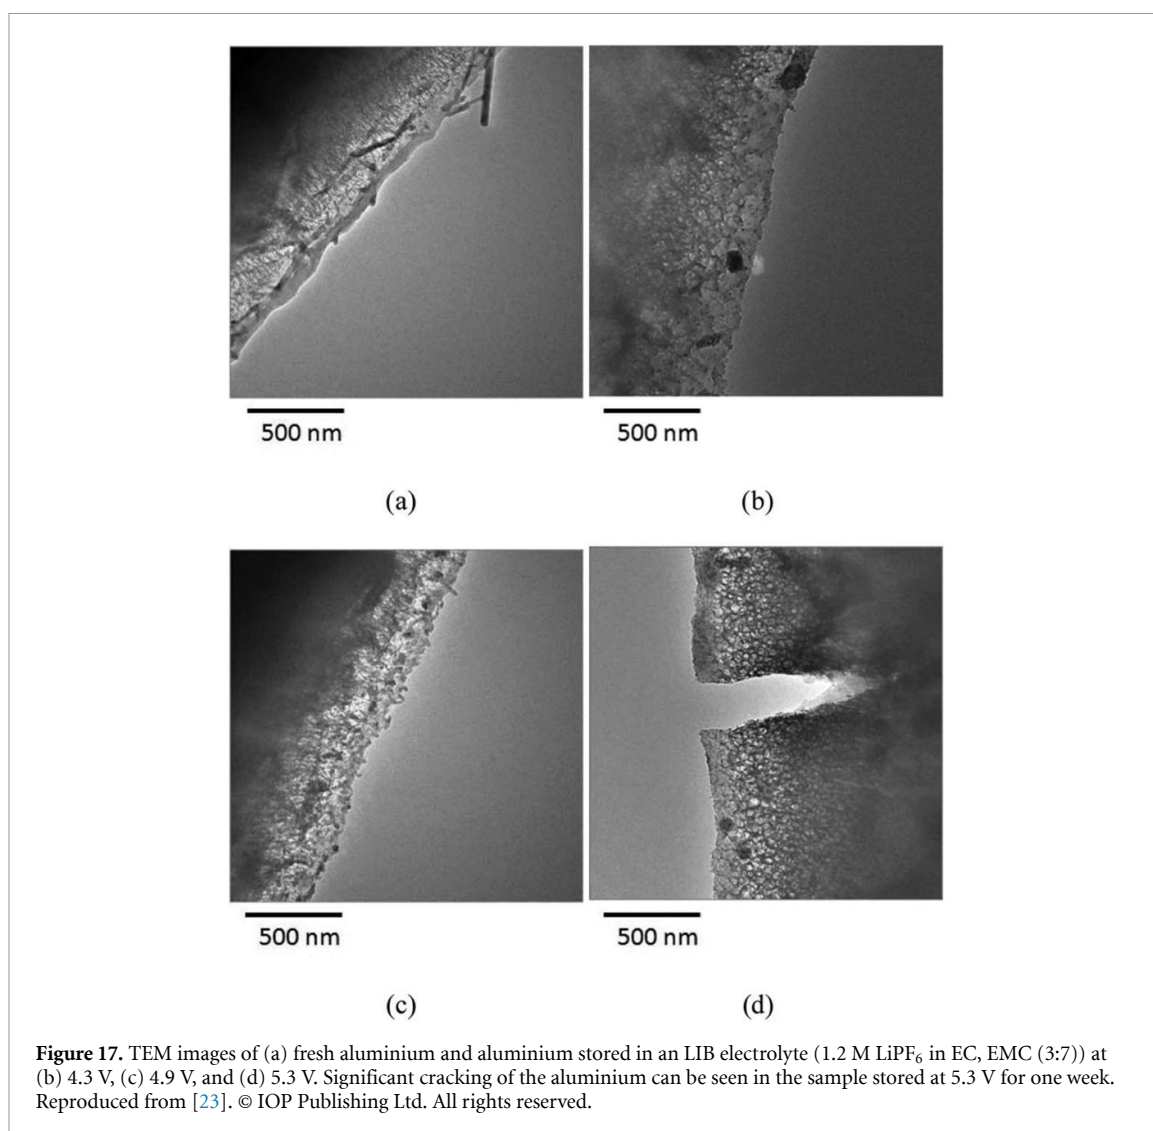 500 nm
500 nm
(a)
(b)
500 nm
500 nm
(c)
(d)
Figure 17. TEM images of (a) fresh aluminium and aluminium stored in an LIB electrolyte (1.2 M LiPF₆ in EC, EMC (3:7)) at
(b) 4.3 V, (c) 4.9 V, and (d) 5.3 V. Significant cracking of the aluminium can be seen in the sample stored at 5.3 V for one week.
Reproduced from [23]. © IOP Publishing Ltd. All rights reserved.